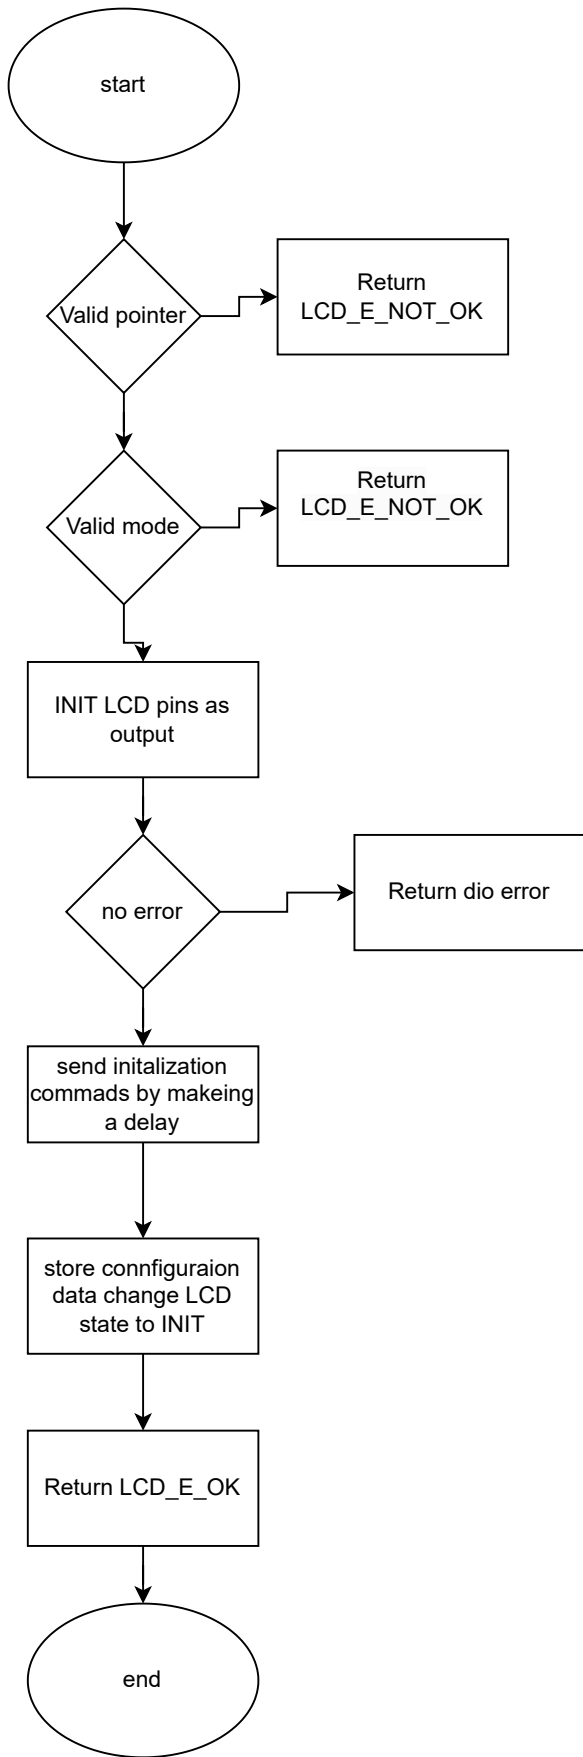 start
Valid pointer
Return
LCD_E_NOT_OK
Valid mode
Return
LCD_E_NOT_OK
INIT LCD pins as
output
no error
Return dio error
send initalization
commads by makeing
a delay
store connfiguraion
data change LCD
state to INIT
Return LCD_E_OK
end